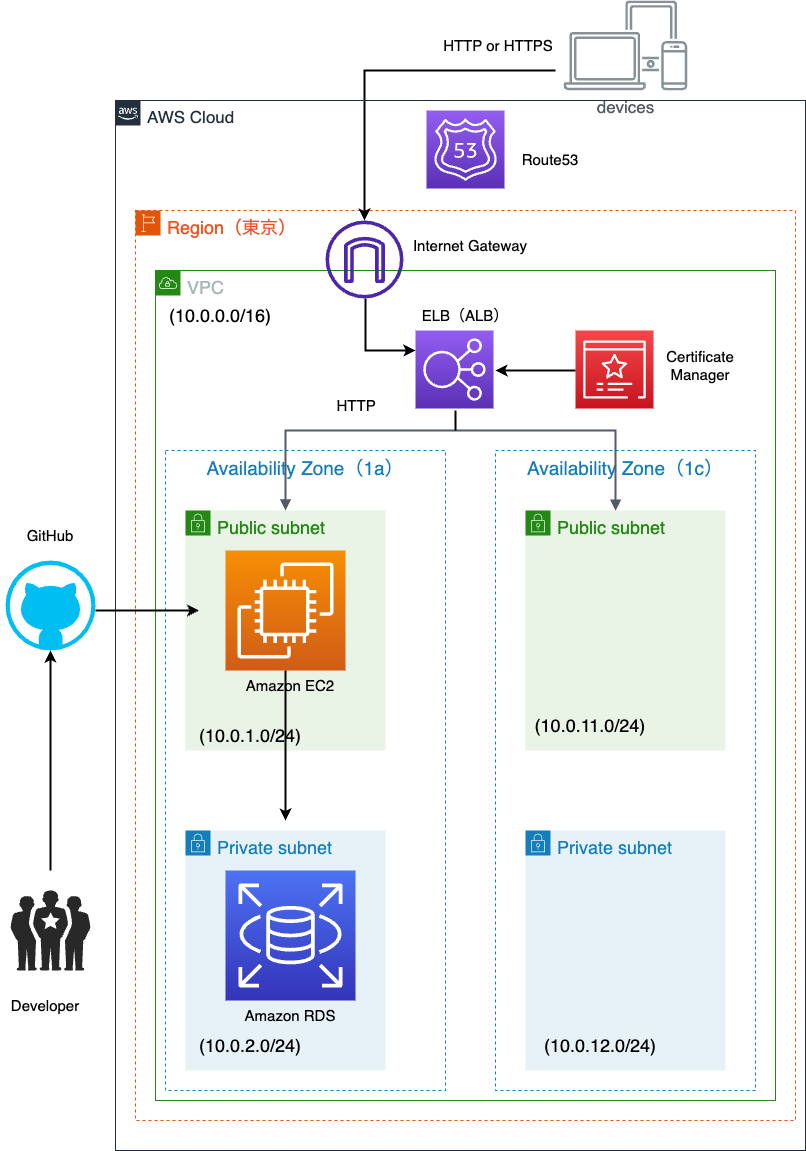 HTTP or HTTPS
devices
aws
AWS Cloud
53
Route53
Region（東京）
Internet Gateway
VPC
(10.0.0.0/16)
ELB（ALB）
Certificate
Manager
HTTP
Availability Zone（1a）
Availability Zone（1c）
Public subnet
Public subnet
GitHub
Amazon EC2
(10.0.1.0/24)
(10.0.11.0/24)
Private subnet
Private subnet
Developer
Amazon RDS
(10.0.2.0/24)
(10.0.12.0/24)